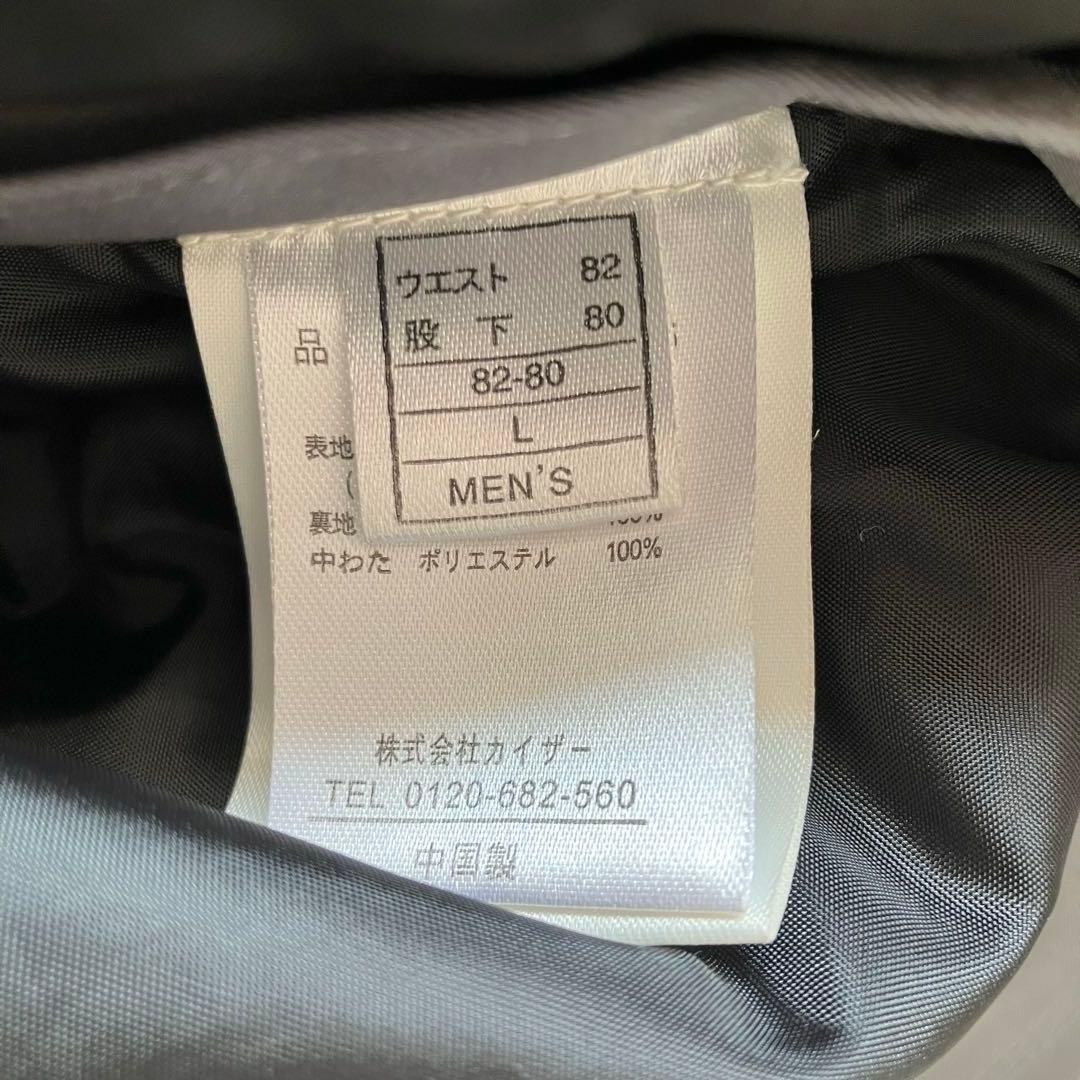 ウエスト 82
股下 80
82-80
L
MEN'S
品
表地
(
裏地 100%
中わた ポリエステル 100%
株式会社カイザー
TEL 0120-682-560
中国製